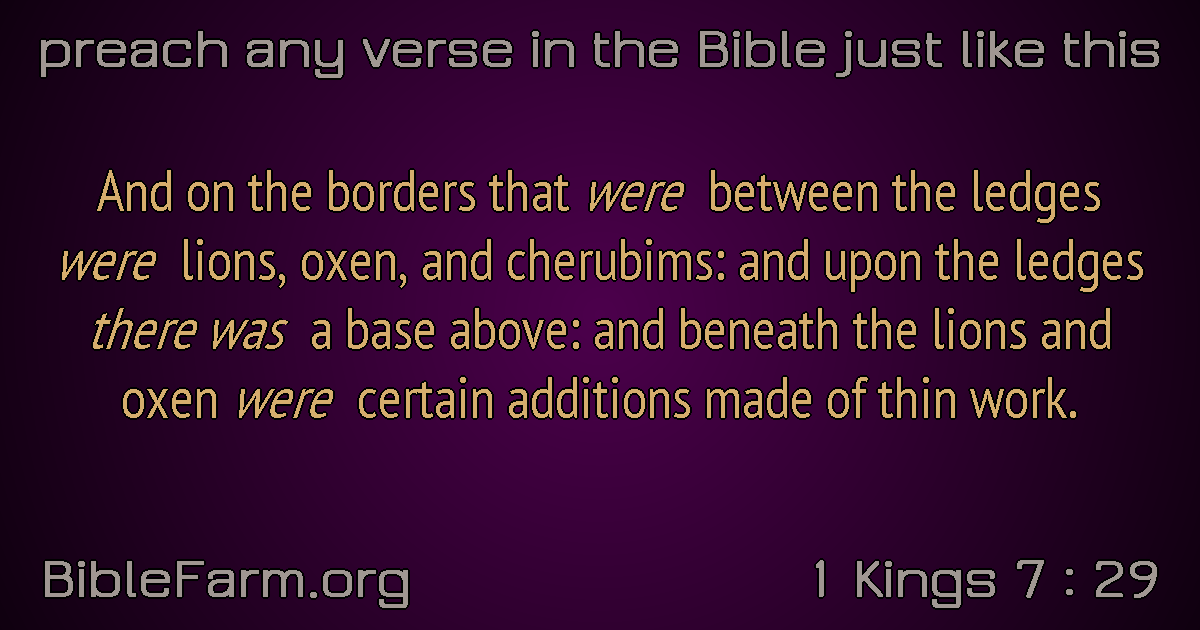 preach any verse in the Bible just like this
And on the borders that were between the ledges
were lions, oxen, and cherubims: and upon the ledges
there was a base above: and beneath the lions and
oxen were certain additions made of thin work.
BibleFarm.org
1 Kings 7 : 29